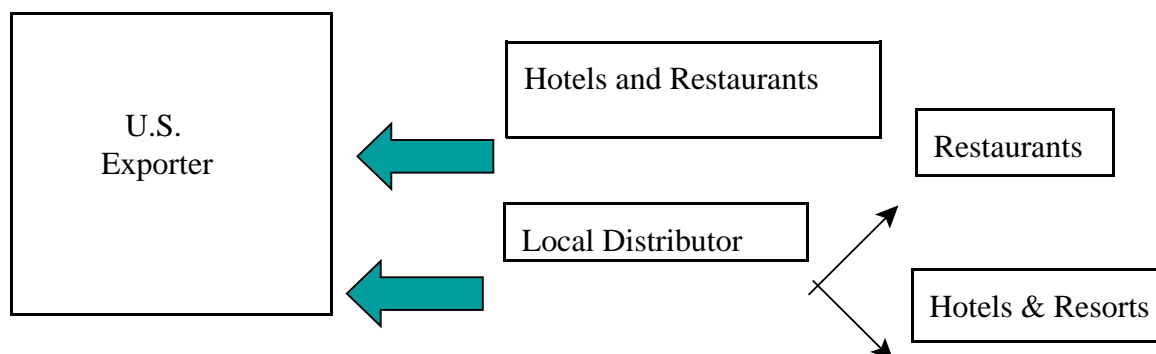 U.S.
Exporter
Hotels and Restaurants
Restaurants
Local Distributor
Hotels & Resorts